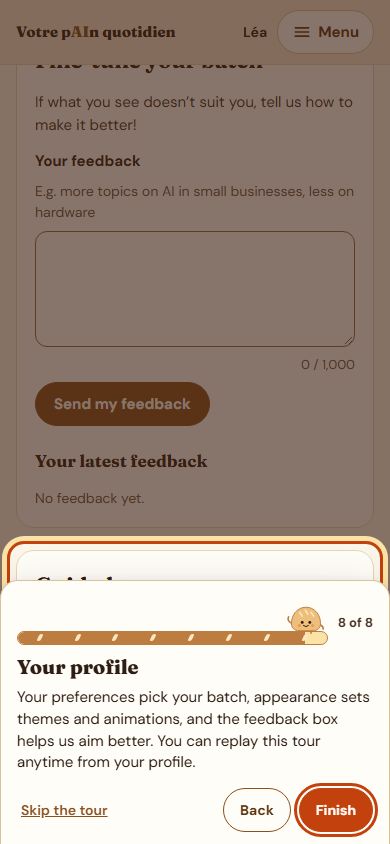 Votre pAIn quotidien
Léa
Menu
If what you see doesn’t suit you, tell us how to
make it better!
Your feedback
E.g. more topics on AI in small businesses, less on
hardware
0 / 1,000
Send my feedback
Your latest feedback
No feedback yet.
8 of 8
Your profile
Your preferences pick your batch, appearance sets
themes and animations, and the feedback box
helps us aim better. You can replay this tour
anytime from your profile.
Skip the tour
Back
Finish